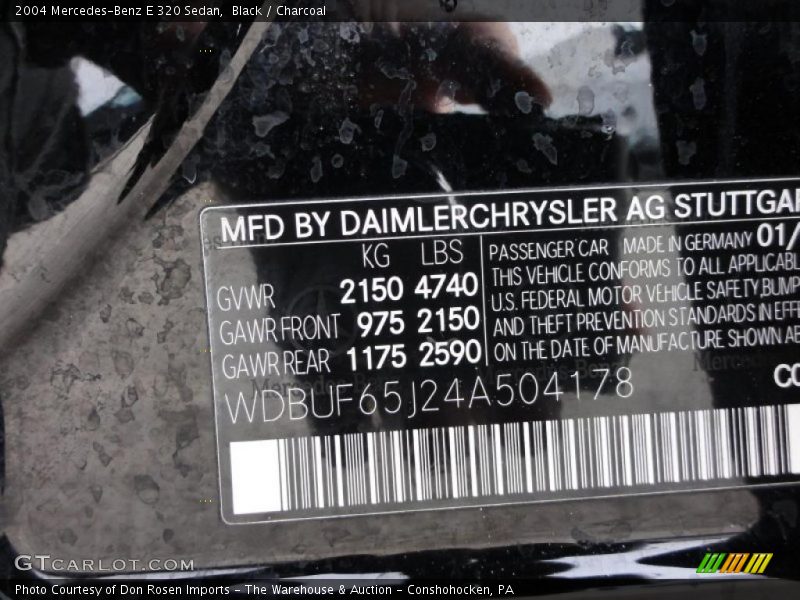 2004 Mercedes-Benz E 320 Sedan, Black / Charcoal
MFD BY DAIMLERCHRYSLER AG STUTTGAR
KG LBS
GVWR 2150 4740
GAWR FRONT 975 2150
GAWR REAR 1175 2590
PASSENGER CAR MADE IN GERMANY 01/
THIS VEHICLE CONFORMS TO ALL APPLICABL
U.S. FEDERAL MOTOR VEHICLE SAFETY, BUMP
AND THEFT PREVENTION STANDARDS IN EFF
ON THE DATE OF MANUFACTURE SHOWN AB
CO
WDBUF65J24A504178
GTCARLOT.COM
Photo Courtesy of Don Rosen Imports - The Warehouse & Auction - Conshohocken, PA